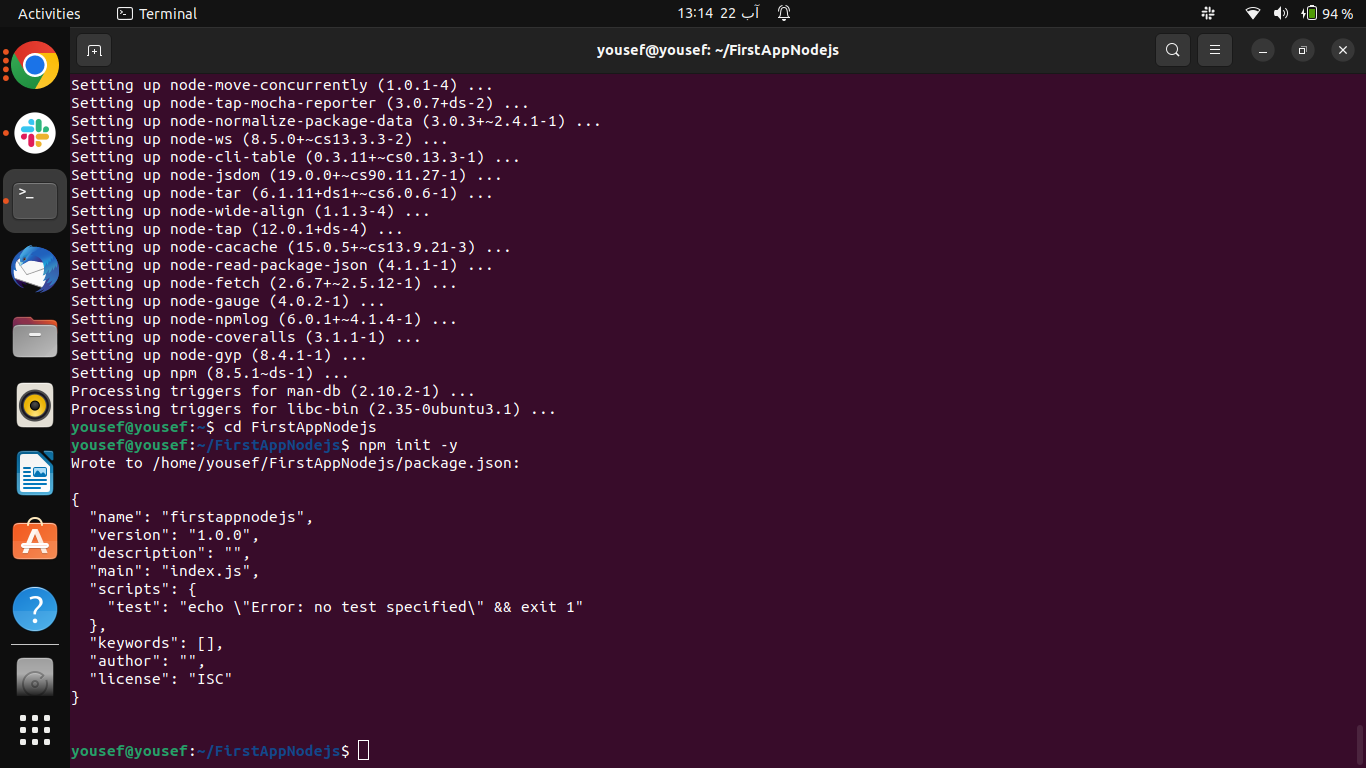 Activities
Terminal
13:14 22 آب
94 %
yousef@yousef: ~/FirstAppNodejs
Setting up node-move-concurrently (1.0.1-4) ...
Setting up node-tap-mocha-reporter (3.0.7+ds-2) ...
Setting up node-normalize-package-data (3.0.3+~2.4.1-1) ...
Setting up node-ws (8.5.0+~cs13.3.3-2) ...
Setting up node-cli-table (0.3.11+~cs0.13.3-1) ...
Setting up node-jsdom (19.0.0+~cs90.11.27-1) ...
Setting up node-tar (6.1.11+ds1+~cs6.0.6-1) ...
Setting up node-wide-align (1.1.3-4) ...
Setting up node-tap (12.0.1+ds-4) ...
Setting up node-cacache (15.0.5+~cs13.9.21-3) ...
Setting up node-read-package-json (4.1.1-1) ...
Setting up node-fetch (2.6.7+~2.5.12-1) ...
Setting up node-gauge (4.0.2-1) ...
Setting up node-npmlog (6.0.1+~4.1.4-1) ...
Setting up node-coveralls (3.1.1-1) ...
Setting up node-gyp (8.4.1-1) ...
Setting up npm (8.5.1~ds-1) ...
Processing triggers for man-db (2.10.2-1) ...
Processing triggers for libc-bin (2.35-0ubuntu3.1) ...
yousef@yousef:~$ cd FirstAppNodejs
yousef@yousef:~/FirstAppNodejs$ npm init -y
Wrote to /home/yousef/FirstAppNodejs/package.json:
{
  "name": "firstappnodejs",
  "version": "1.0.0",
  "description": "",
  "main": "index.js",
  "scripts": {
    "test": "echo \"Error: no test specified\" && exit 1"
  },
  "keywords": [],
  "author": "",
  "license": "ISC"
}
yousef@yousef:~/FirstAppNodejs$